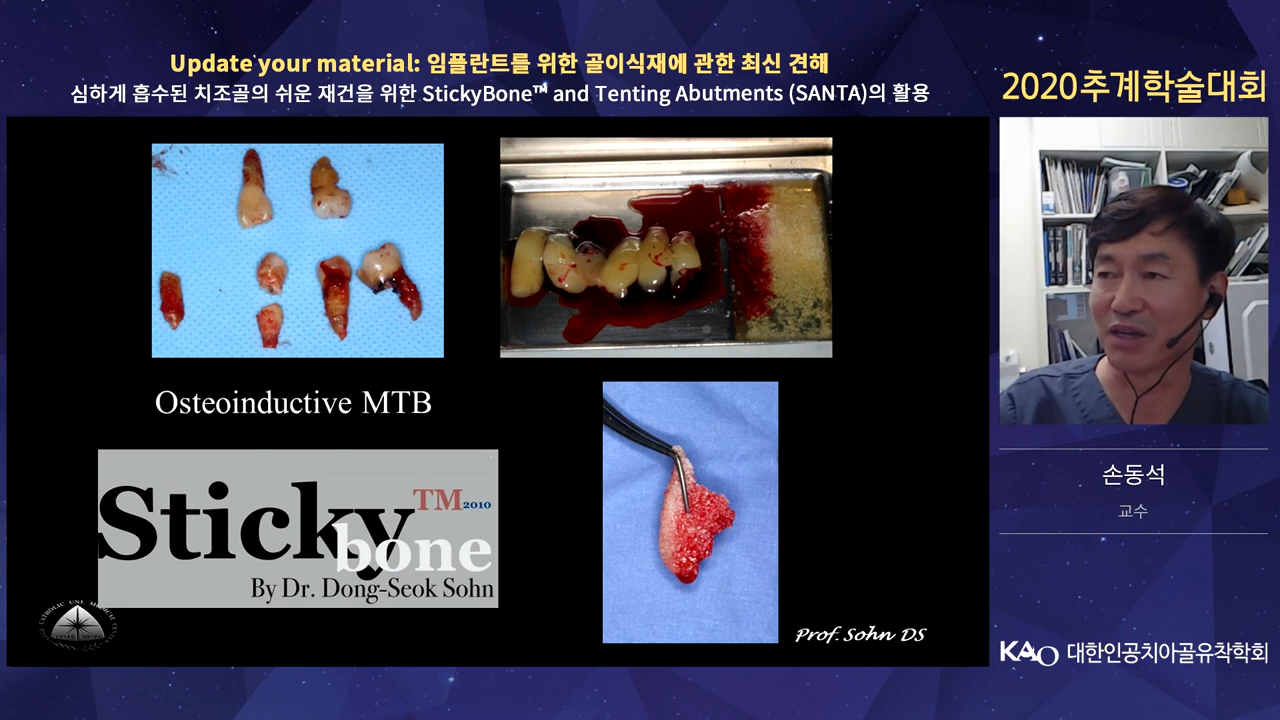 Update your material: 임플란트를 위한 골이식재에 관한 최신 견해
심하게 흡수된 치조골의 쉬운 재건을 위한 StickyBone™ and Tenting Abutments (SANTA)의 활용
2020추계학술대회
Osteoinductive MTB
Sticky TM 2010
bone
By Dr. Dong-Seok Sohn
Prof. Sohn DS
손동석
교수
KAO 대한인공치아골유착학회